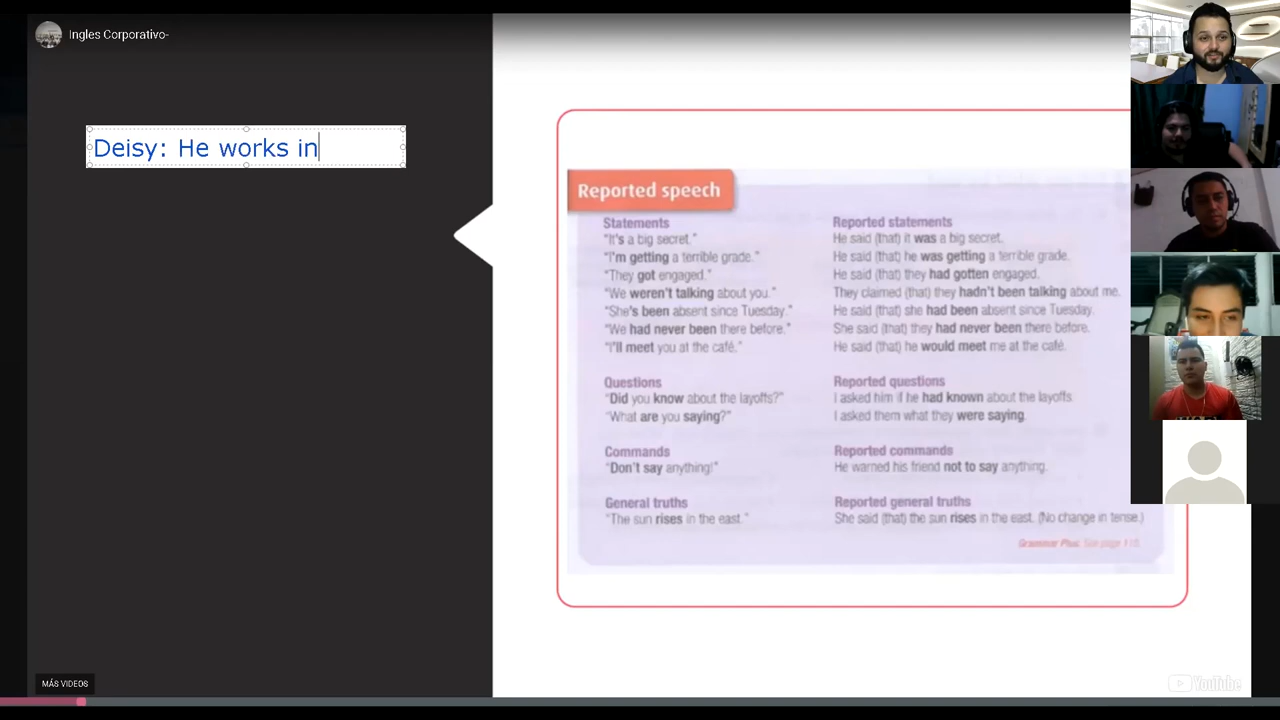 Ingles Corporativo-
Deisy: He works in
Reported speech
Statements
"It's a big secret."
"I'm getting a terrible grade."
"They got engaged."
"We weren't talking about you."
"She's been absent since Tuesday."
"We had never been there before."
"I'll meet you at the café."
Reported statements
He said (that) it was a big secret.
He said (that) he was getting a terrible grade.
He said (that) they had gotten engaged.
They claimed (that) they hadn't been talking about me.
He said (that) she had been absent since Tuesday.
She said (that) they had never been there before.
He said (that) he would meet me at the café.
Questions
"Did you know about the layoffs?"
"What are you saying?"
Reported questions
I asked him if he had known about the layoffs.
I asked them what they were saying.
Commands
"Don't say anything!"
Reported commands
He warned his friend not to say anything.
General truths
"The sun rises in the east."
Reported general truths
She said (that) the sun rises in the east. (No change in tense.)
Grammar Plus: See page
MÁS VIDEOS
YouTube